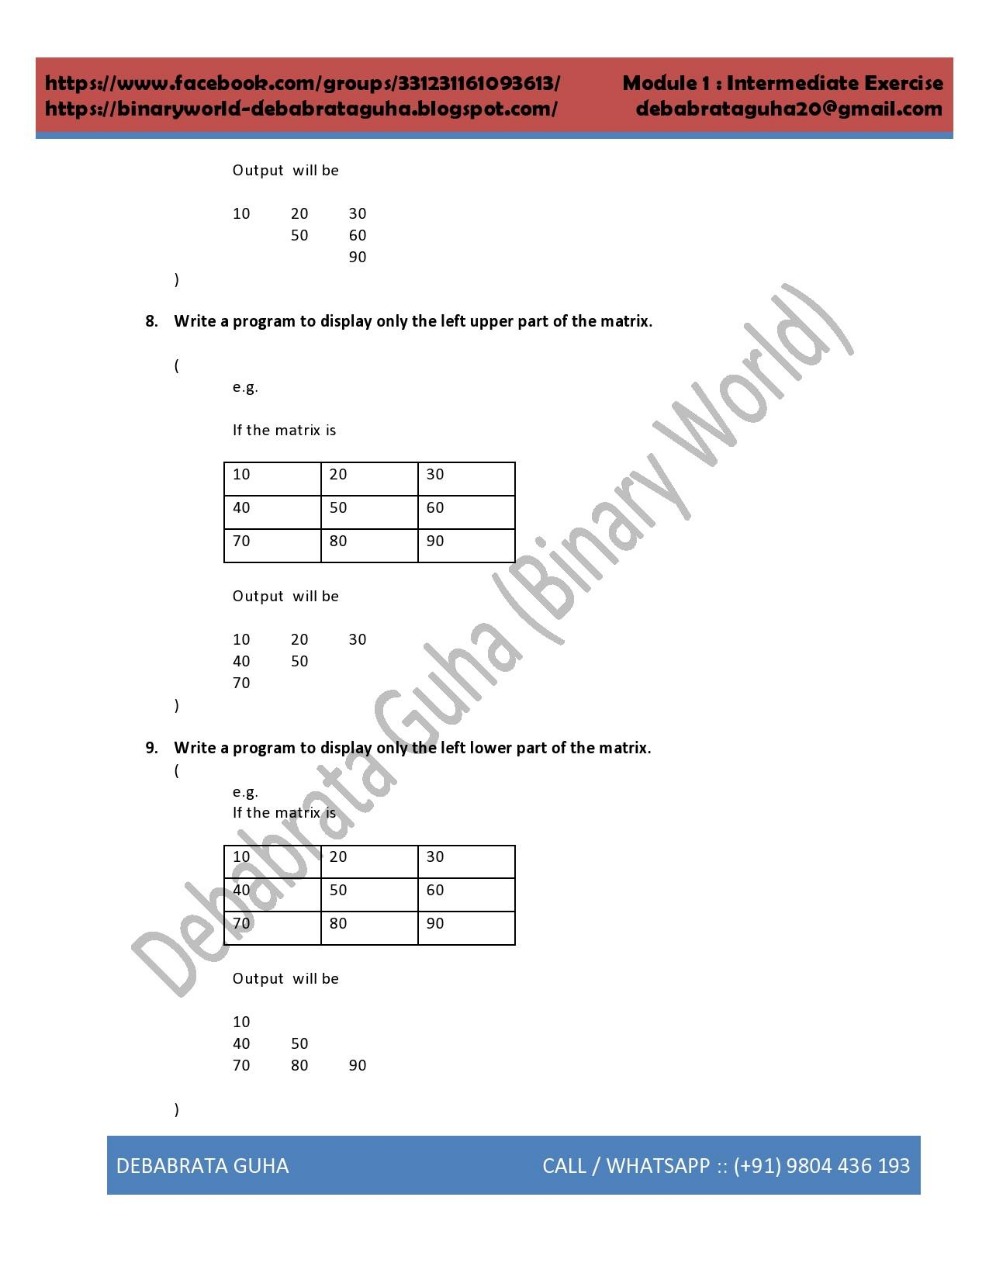 https://www.facebook.com/groups/331231161093613/ Module 1 : Intermediate Exercise
https://binaryworld-debabrataguha.blogspot.com/ debabrataguha20@gmail.com
Output will be
10 20 30
50 60
90
)
8. Write a program to display only the left upper part of the matrix.
(
e.g.
If the matrix is
10 20 30
40 50 60
70 80 90
Output will be
10 20 30
40 50
70
)
9. Write a program to display only the left lower part of the matrix.
(
e.g.
If the matrix is
10 20 30
40 50 60
70 80 90
Output will be
10
40 50
70 80 90
)
Debabrata Guha (Binary World)
DEBABRATA GUHA CALL / WHATSAPP :: (+91) 9804 436 193